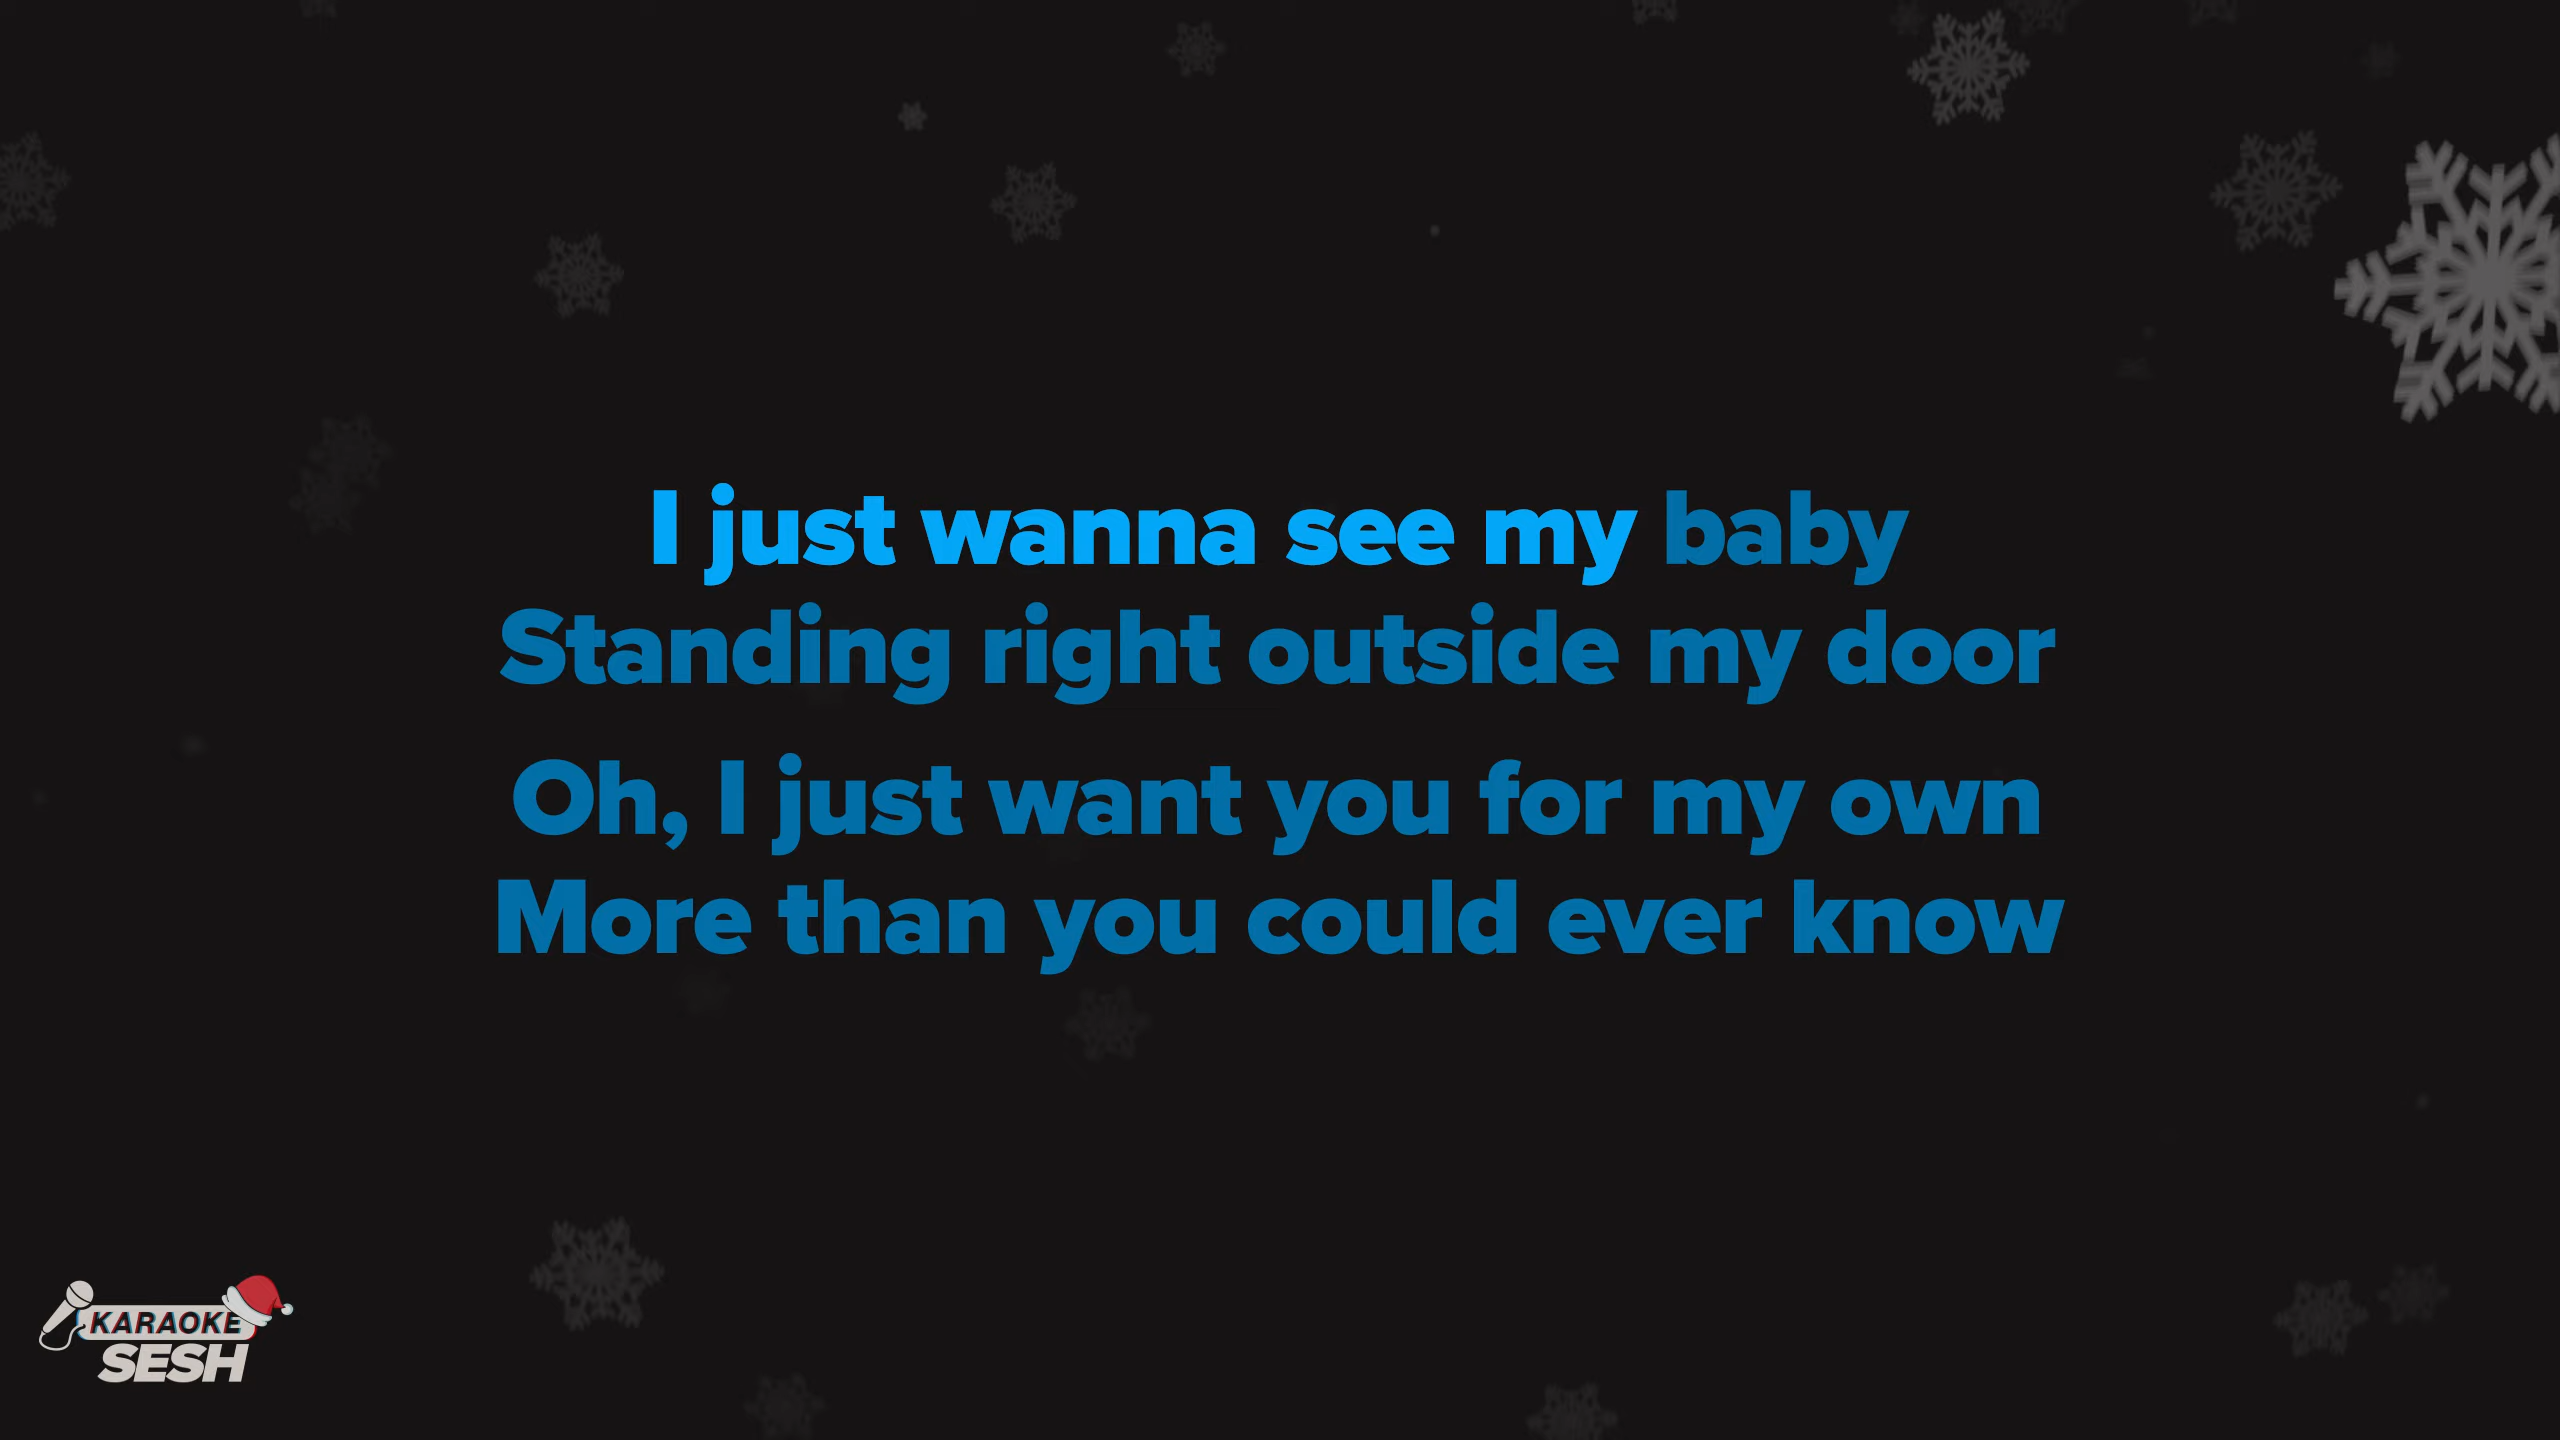 I just wanna see my baby
Standing right outside my door
Oh, I just want you for my own
More than you could ever know
KARAOKE
SESH